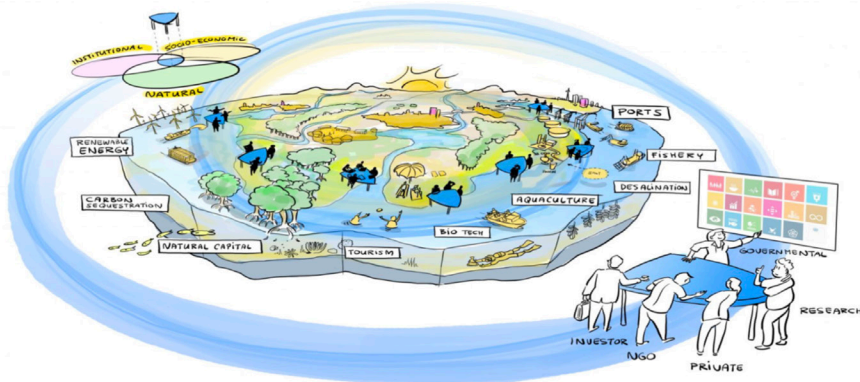 INSTITUTIONAL
SOCIO-ECONOMIC
NATURAL
RENEWABLE
ENERGY
PORTS
FISHERY
DESALINATION
CARBON
SEQUESTRATION
AQUACULTURE
BIO TECH
NATURAL CAPITAL
TOURISM
GOVERNMENTAL
RESEARCH
INVESTOR
NGO
PRIVATE